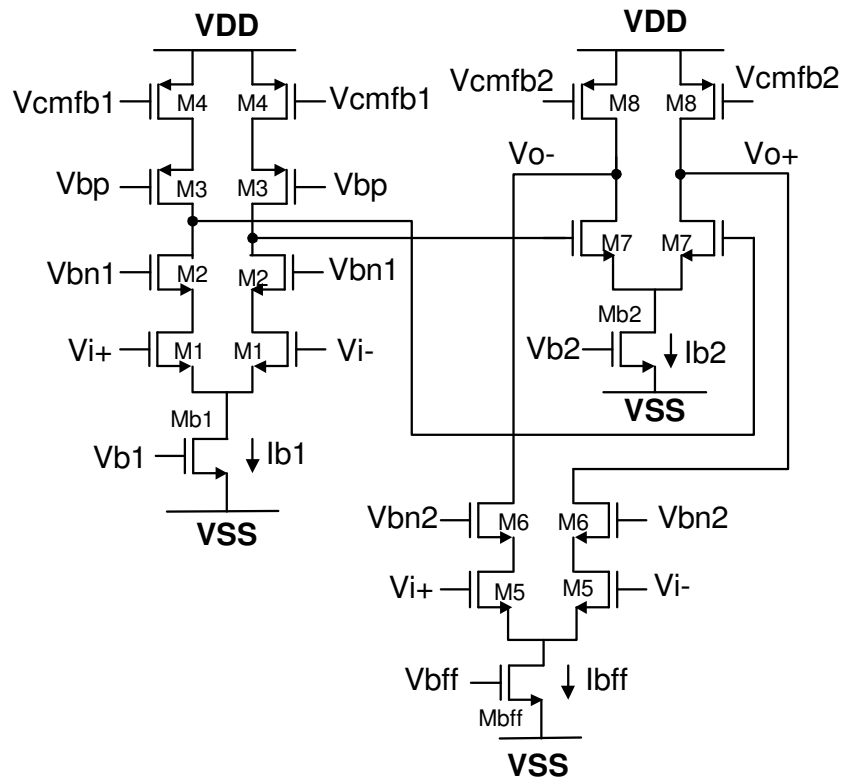 VDD VDD
Vcmfb1 M4 M4 Vcmfb1 Vcmfb2 M8 M8 Vcmfb2
Vbp M3 M3 Vbp Vo- Vo+
Vbn1 M2 M2 Vbn1 M7 M7
Vi+ M1 M1 Vi- Mb2 Vb2 Ib2
VSS
Mb1
Vb1 Ib1
VSS
Vbn2 M6 M6 Vbn2
Vi+ M5 M5 Vi-
Vbff Ibff
Mbff
VSS